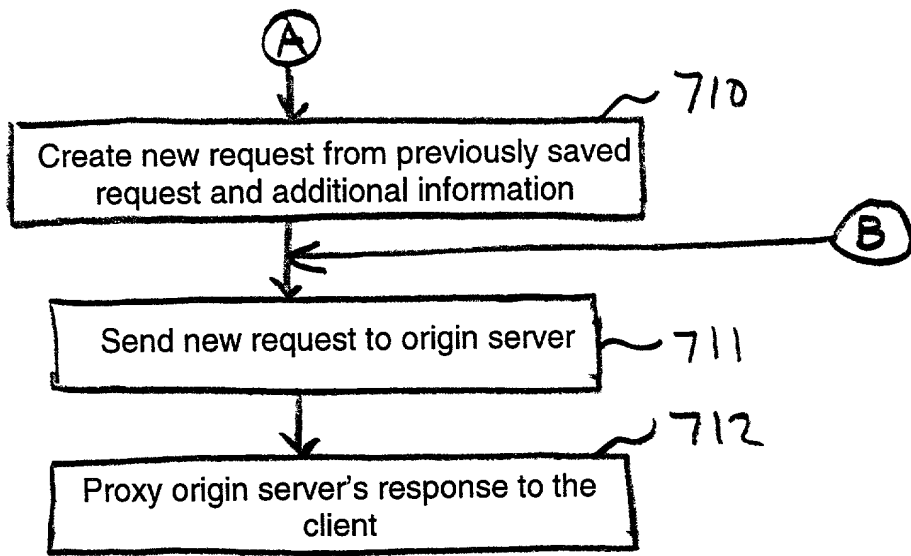 A
710
Create new request from previously saved
request and additional information
B
Send new request to origin server
711
712
Proxy origin server's response to the
client